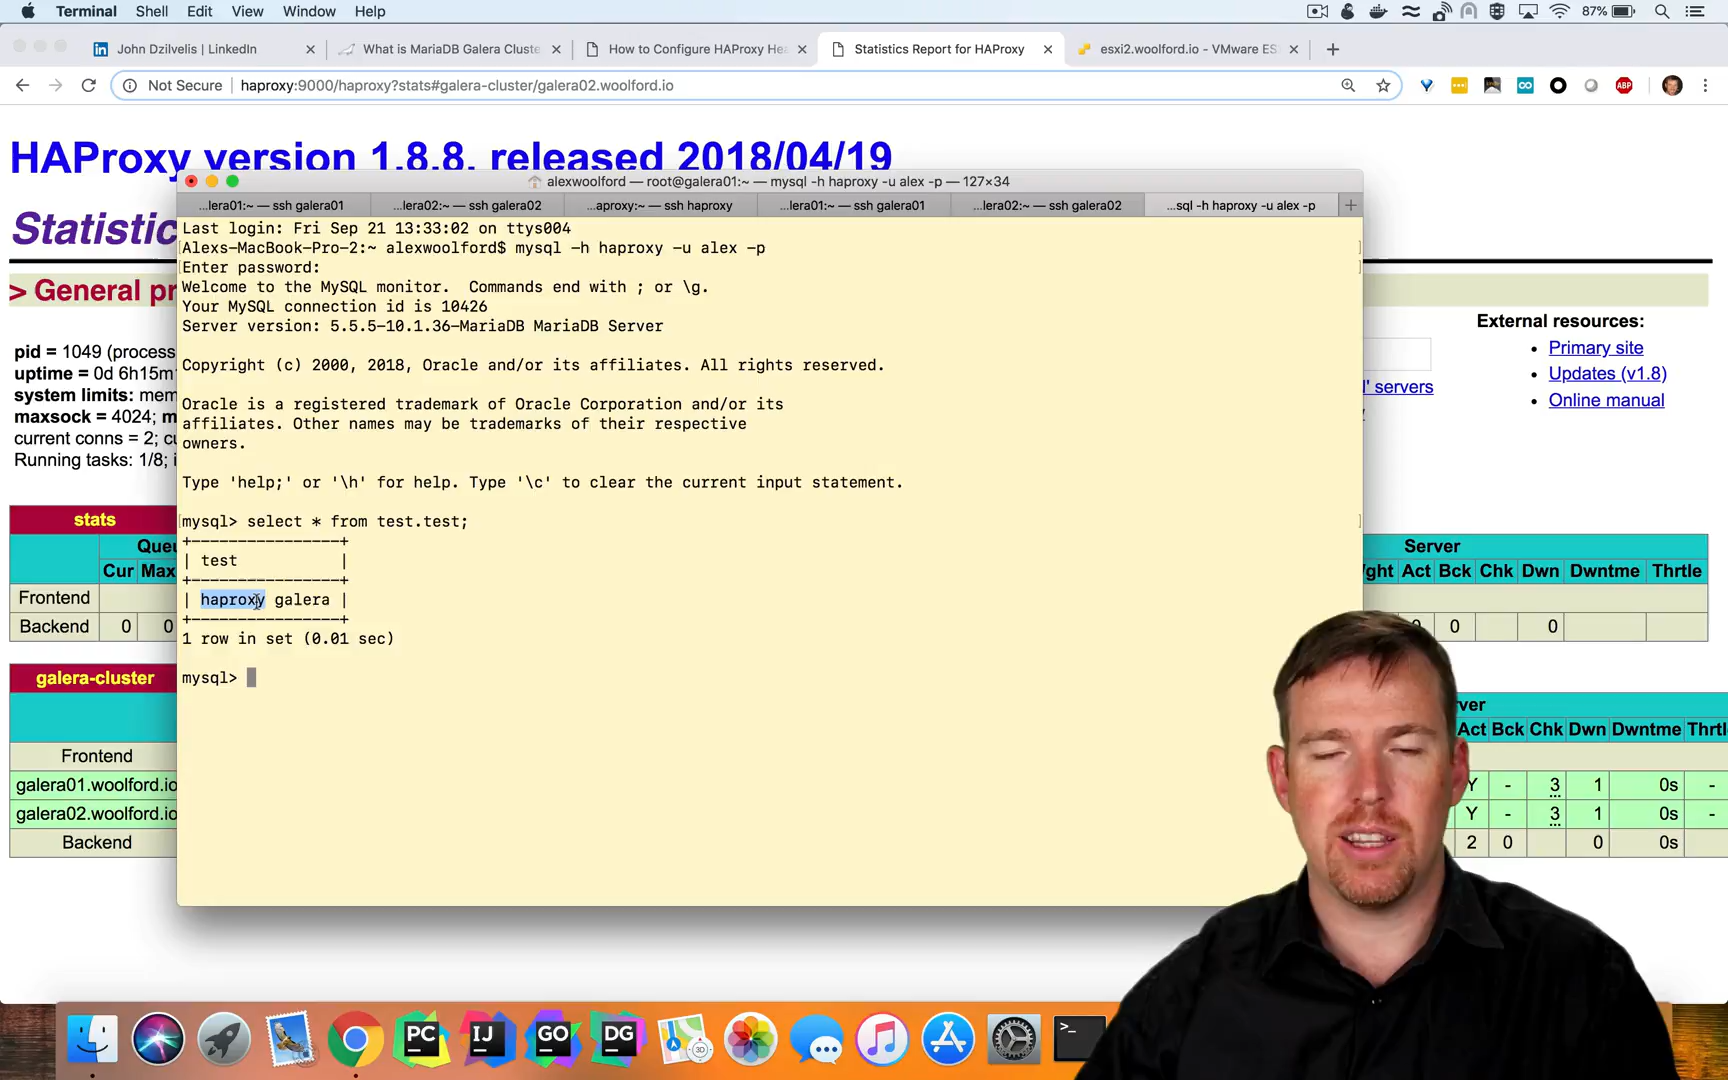 Terminal Shell Edit View Window Help 87%
John Dzilvelis | LinkedIn × What is MariaDB Galera Cluste × How to Configure HAProxy Hea × Statistics Report for HAProxy × esxi2.woolford.io - VMware ES × +
Not Secure haproxy:9000/haproxy?stats#galera-cluster/galera02.woolford.io ABP
HAProxy version 1.8.8, released 2018/04/19
Statistic
> General pr
External resources:
• Primary site
• Updates (v1.8)
• Online manual
' servers
pid = 1049 (process
uptime = 0d 6h15m
system limits: mem
maxsock = 4024; m
current conns = 2; cu
Running tasks: 1/8; i
alexwoolford — root@galera01:~ — mysql -h haproxy -u alex -p — 127×34
...lera01:~ — ssh galera01 ...lera02:~ — ssh galera02 ...aproxy:~ — ssh haproxy ...lera01:~ — ssh galera01 ...lera02:~ — ssh galera02 ...sql -h haproxy -u alex -p +
Last login: Fri Sep 21 13:33:02 on ttys004
[Alexs-MacBook-Pro-2:~ alexwoolford$ mysql -h haproxy -u alex -p ]
[Enter password: ]
Welcome to the MySQL monitor.  Commands end with ; or \g.
Your MySQL connection id is 10426
Server version: 5.5.5-10.1.36-MariaDB MariaDB Server
Copyright (c) 2000, 2018, Oracle and/or its affiliates. All rights reserved.
Oracle is a registered trademark of Oracle Corporation and/or its
affiliates. Other names may be trademarks of their respective
owners.
Type 'help;' or '\h' for help. Type '\c' to clear the current input statement.
[mysql> select * from test.test; ]
+----------------+
| test           |
+----------------+
| haproxy galera |
+----------------+
1 row in set (0.01 sec)
mysql>
stats
Queu Server
Cur Max Wght Act Bck Chk Dwn Dwntme Thrtle
Frontend
Backend 0 0 0 0 0
galera-cluster
rver
Act Bck Chk Dwn Dwntme Thrtl
Frontend
galera01.woolford.io Y - 3 1 0s -
galera02.woolford.io Y - 3 1 0s -
Backend 2 0 0 0s
PC IJ GO DG 3D >_